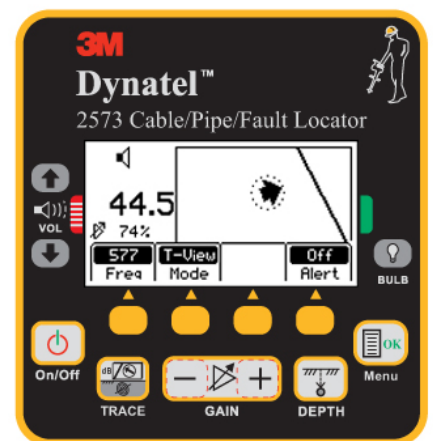 3M
Dynatel™
2573 Cable/Pipe/Fault Locator
VOL
44.5
74%
577 T-View Off
Freq Mode Alert
BULB
OK
On/Off
dB
Menu
TRACE
− +
GAIN
DEPTH